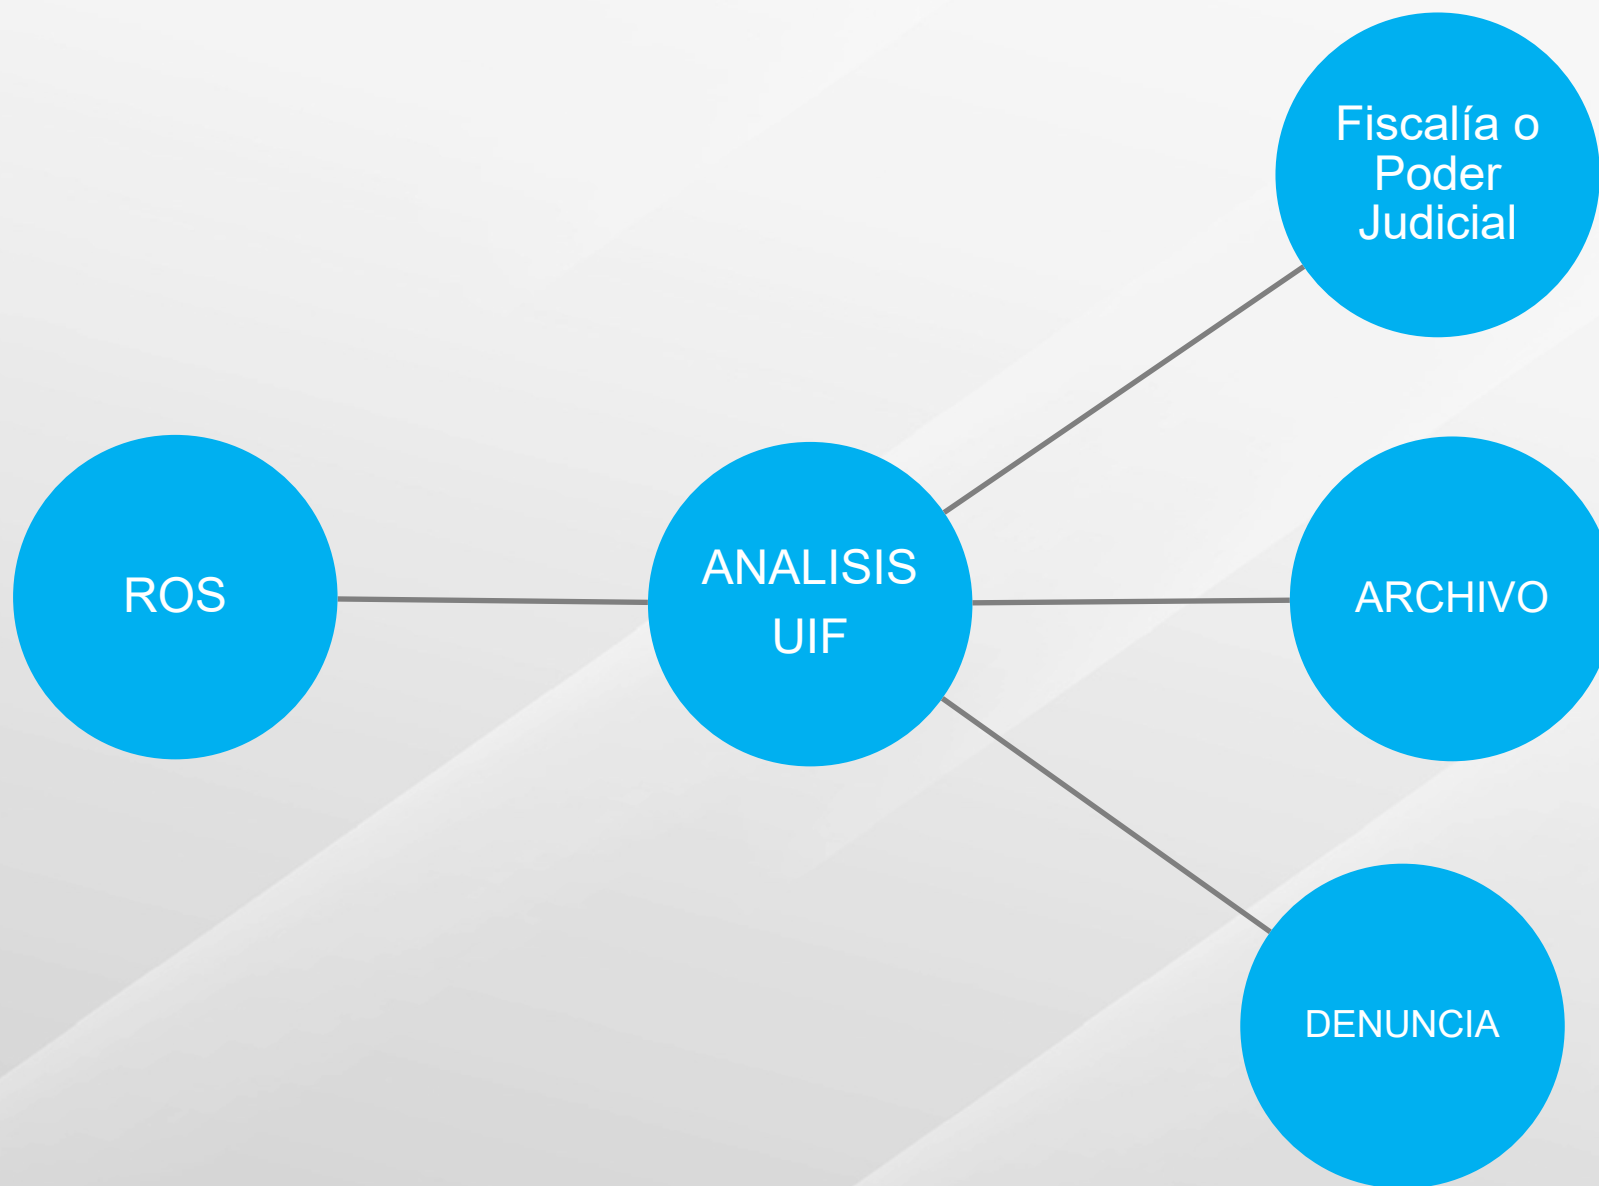 ROS
ANALISIS
UIF
Fiscalía o
Poder
Judicial
ARCHIVO
DENUNCIA